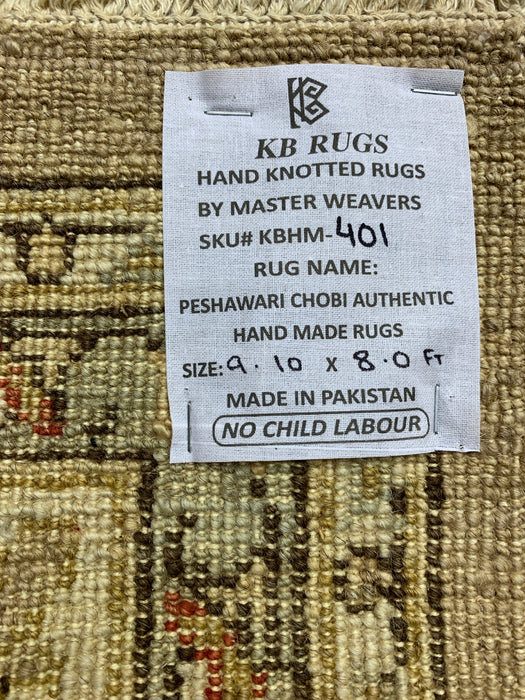 KB
KB RUGS
HAND KNOTTED RUGS
BY MASTER WEAVERS
SKU# KBHM-401
RUG NAME:
PESHAWARI CHOBI AUTHENTIC
HAND MADE RUGS
SIZE: 9.10 X 8.0 FT
MADE IN PAKISTAN
NO CHILD LABOUR